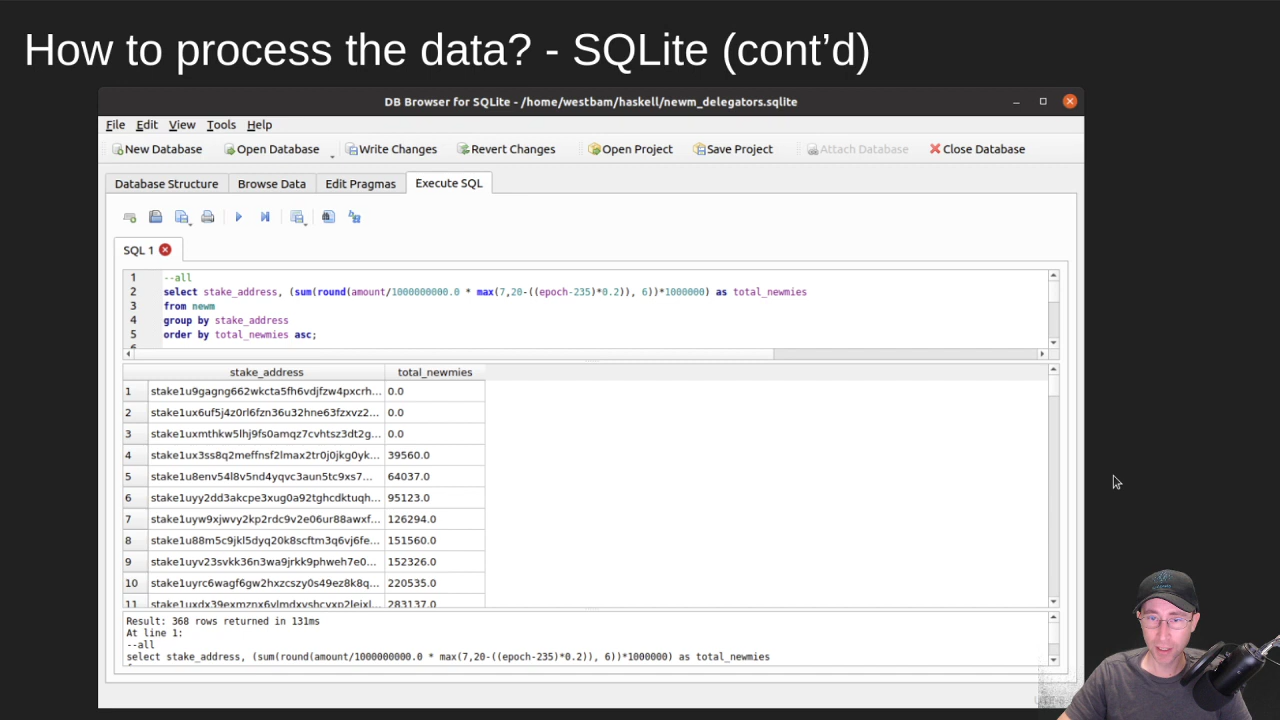 How to process the data? - SQLite (cont’d)
DB Browser for SQLite - /home/westbam/haskell/newm_delegators.sqlite
File Edit View Tools Help
New Database Open Database Write Changes Revert Changes Open Project Save Project Attach Database Close Database
Database Structure Browse Data Edit Pragmas Execute SQL
SQL 1
1 --all
2 select stake_address, (sum(round(amount/1000000000.0 * max(7,20-((epoch-235)*0.2)), 6))*1000000) as total_newmies
3 from newm
4 group by stake_address
5 order by total_newmies asc;
6
stake_address total_newmies
1 stake1u9gagng662wkcta5fh6vdjfzw4pxcrh... 0.0
2 stake1ux6uf5j4z0rl6fzn36u32hne63fzxvz2... 0.0
3 stake1uxmthkw5lhj9fs0amqz7cvhtsz3dt2g... 0.0
4 stake1ux3ss8q2meffnsf2lmax2tr0j0jkg0yk... 39560.0
5 stake1u8env54l8v5nd4yqvc3aun5tc9xs7... 64037.0
6 stake1uyy2dd3akcpe3xug0a92tghcdktuqh... 95123.0
7 stake1uyw9xjwvy2kp2rdc9v2e06ur88awxf... 126294.0
8 stake1u88m5c9jkl5dyq20k8scftm3q6vj6fe... 151560.0
9 stake1uyv23svkk36n3wa9jrkk9phweh7e0... 152326.0
10 stake1uyrc6wagf6gw2hxzcszy0s49ez8k8q... 220535.0
11 stake1uxdx39exmznx6vlmdxvshcvxp2leixl... 283137.0
Result: 368 rows returned in 131ms
At line 1:
--all
select stake_address, (sum(round(amount/1000000000.0 * max(7,20-((epoch-235)*0.2)), 6))*1000000) as total_newmies